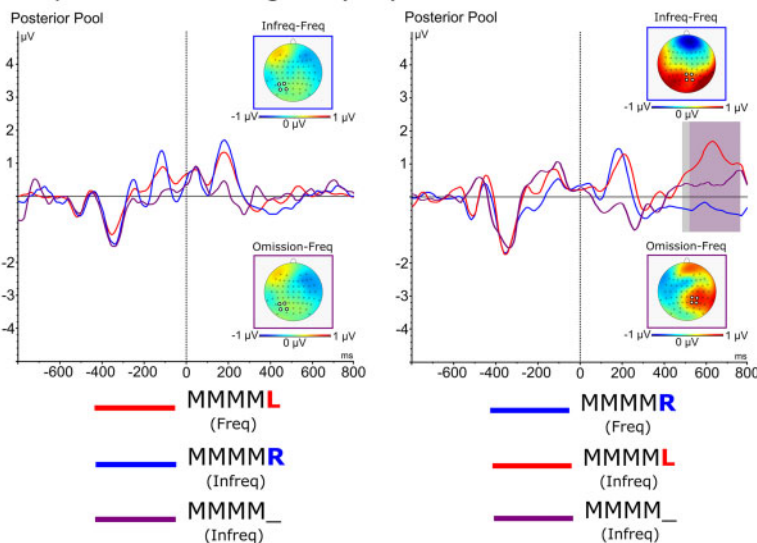 Posterior Pool
µV
4
3
2
1
0
-2
-3
-4
-600 -400 -200 0 200 400 600 800
ms
Infreq-Freq
-1 µV 1 µV
0 µV
Omission-Freq
-1 µV 1 µV
0 µV
MMMML
(Freq)
MMMMR
(Infreq)
MMMM_
(Infreq)
Posterior Pool
µV
4
3
2
1
0
-2
-3
-4
-600 -400 -200 0 200 400 600 800
ms
Infreq-Freq
-1 µV 1 µV
0 µV
Omission-Freq
-1 µV 1 µV
0 µV
MMMMR
(Freq)
MMMML
(Infreq)
MMMM_
(Infreq)